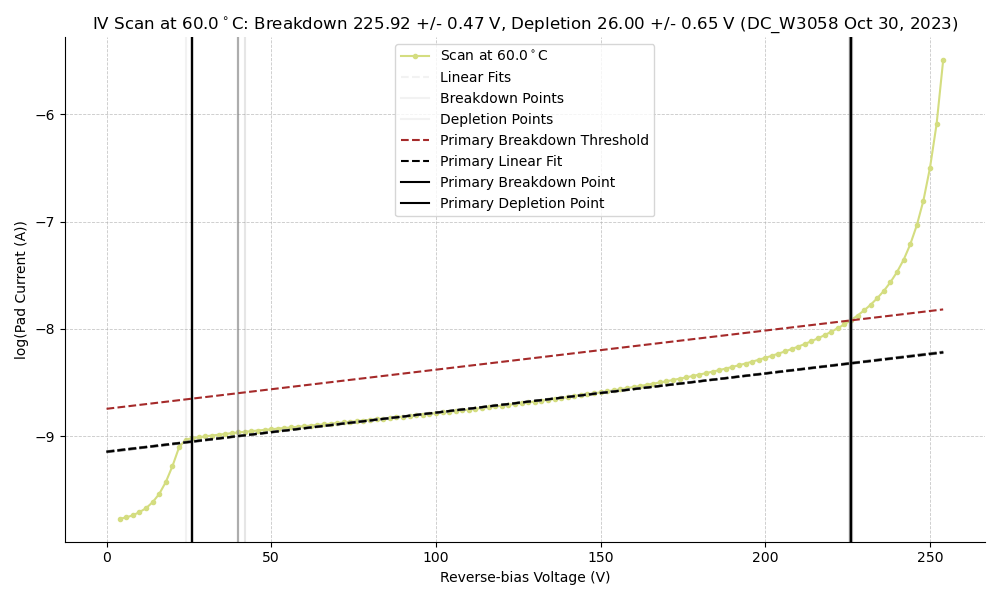 IV Scan at 60.0°C: Breakdown 225.92 +/- 0.47 V, Depletion 26.00 +/- 0.65 V (DC_W3058 Oct 30, 2023)
Scan at 60.0°C
Linear Fits
Breakdown Points
Depletion Points
Primary Breakdown Threshold
Primary Linear Fit
Primary Breakdown Point
Primary Depletion Point
log(Pad Current (A))
−6
−7
−8
−9
0 50 100 150 200 250
Reverse-bias Voltage (V)